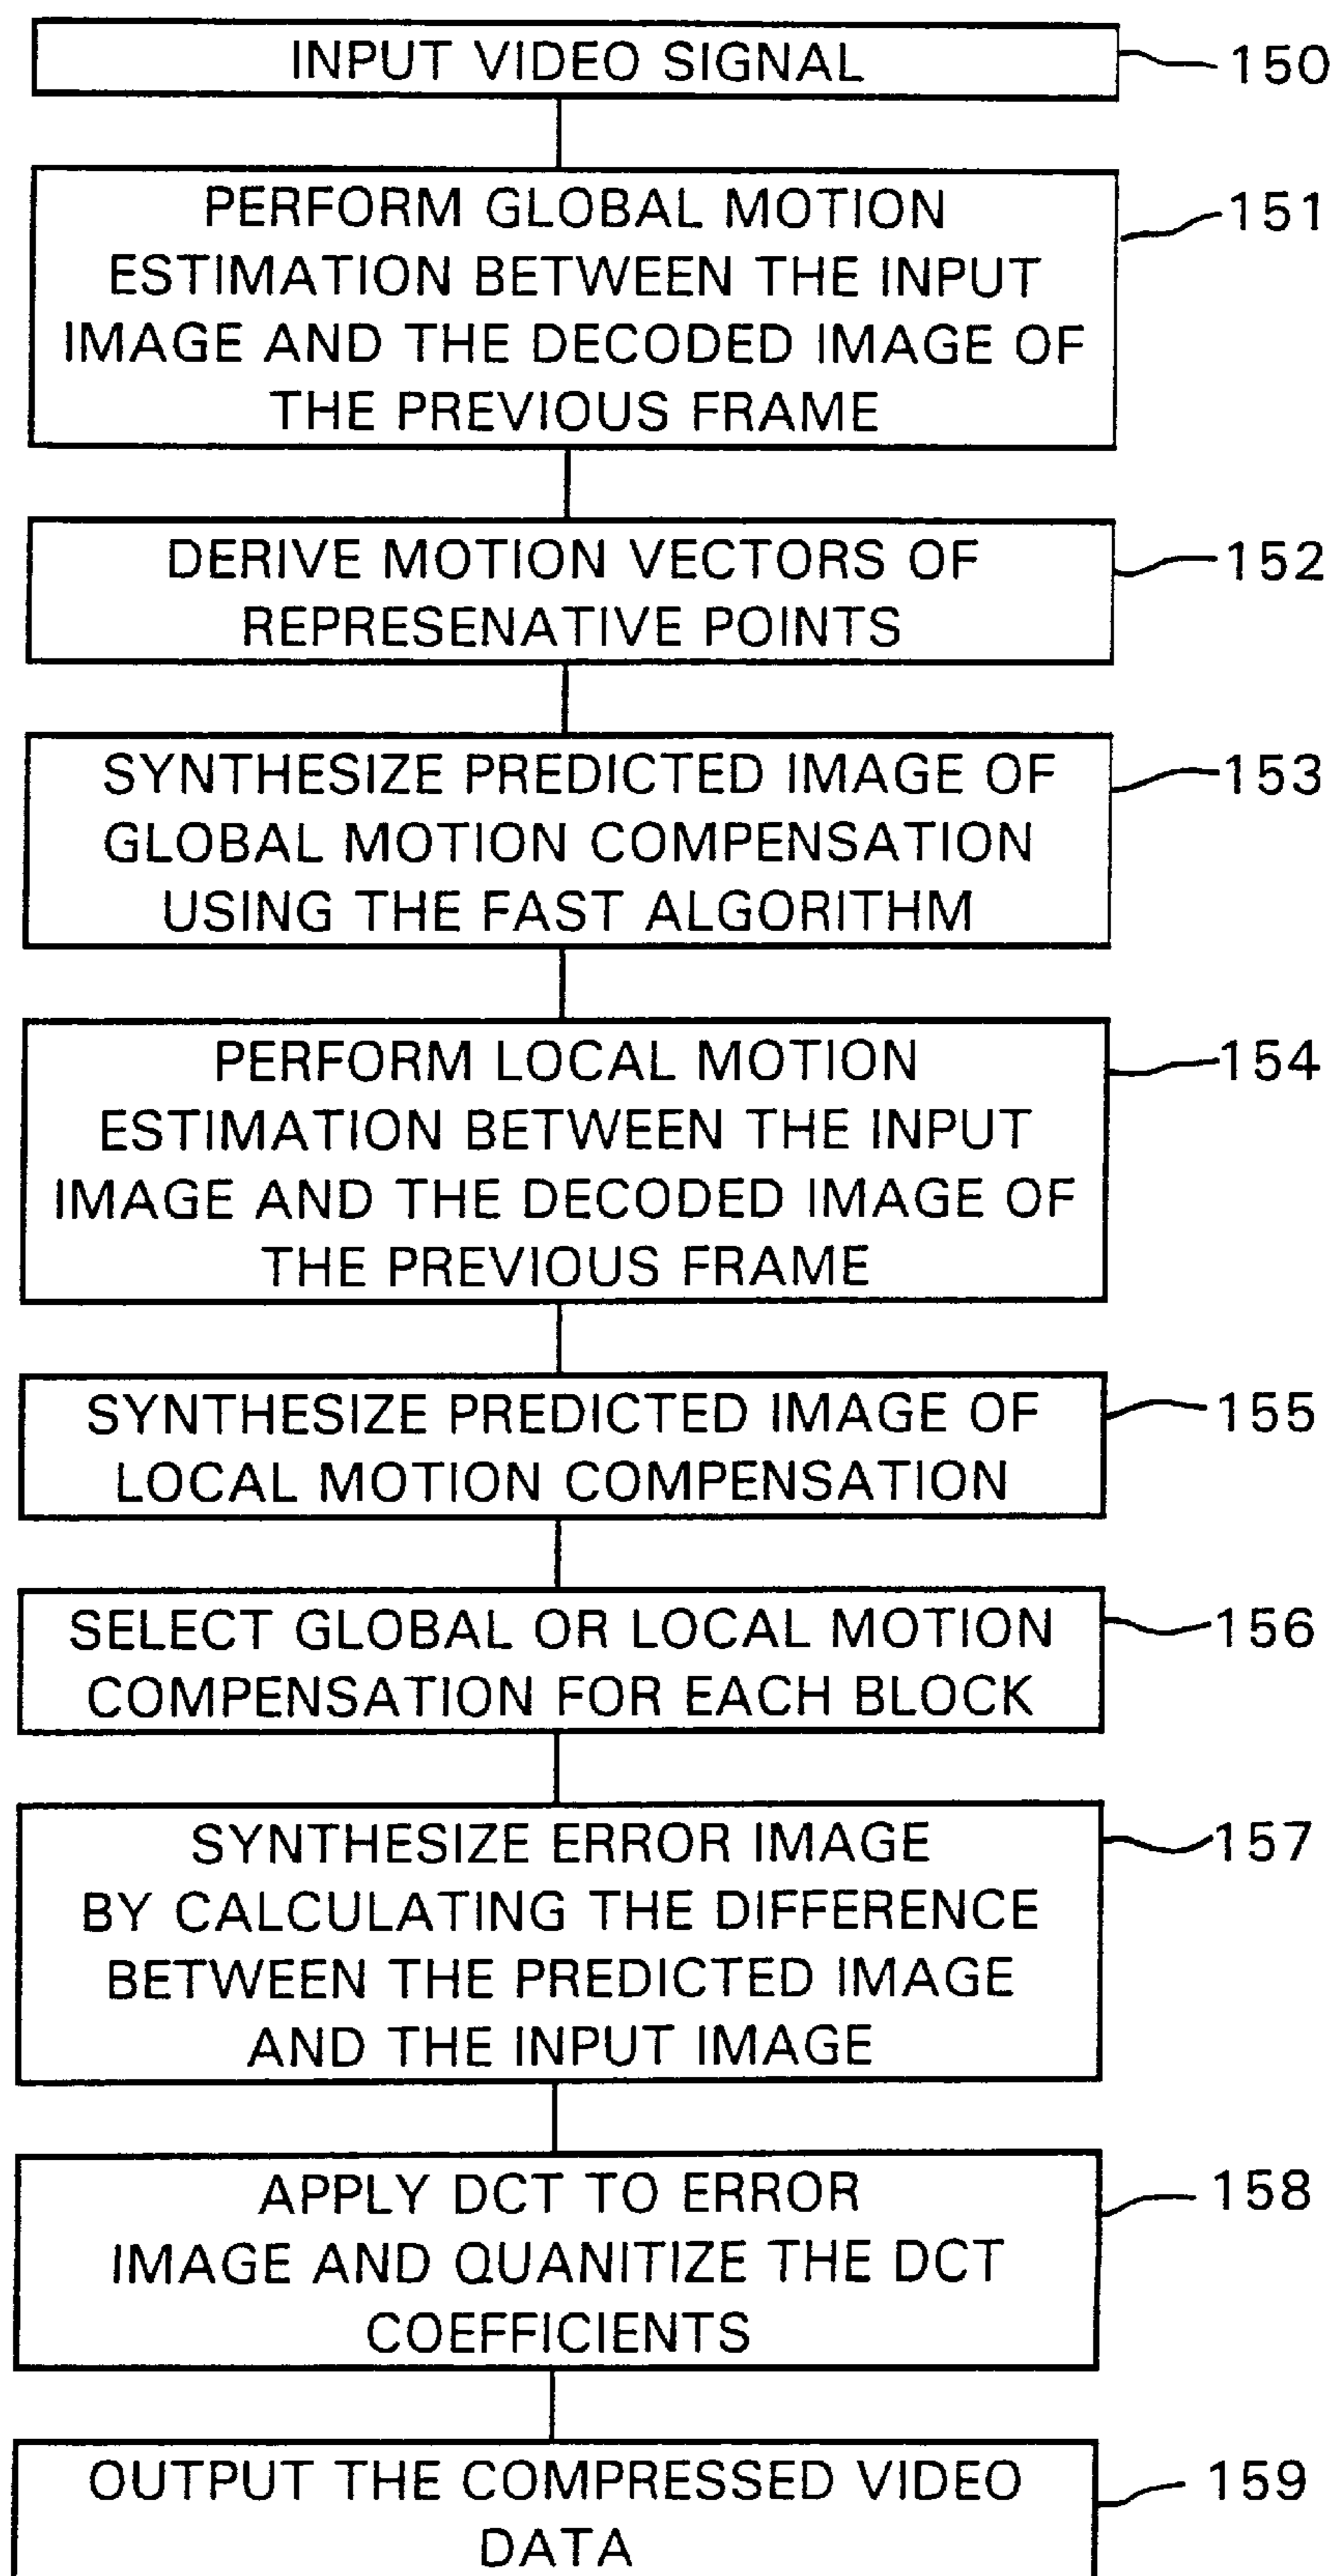 INPUT VIDEO SIGNAL
150
PERFORM GLOBAL MOTION
ESTIMATION BETWEEN THE INPUT
IMAGE AND THE DECODED IMAGE OF
THE PREVIOUS FRAME
151
DERIVE MOTION VECTORS OF
REPRESENATIVE POINTS
152
SYNTHESIZE PREDICTED IMAGE OF
GLOBAL MOTION COMPENSATION
USING THE FAST ALGORITHM
153
PERFORM LOCAL MOTION
ESTIMATION BETWEEN THE INPUT
IMAGE AND THE DECODED IMAGE OF
THE PREVIOUS FRAME
154
SYNTHESIZE PREDICTED IMAGE OF
LOCAL MOTION COMPENSATION
155
SELECT GLOBAL OR LOCAL MOTION
COMPENSATION FOR EACH BLOCK
156
SYNTHESIZE ERROR IMAGE
BY CALCULATING THE DIFFERENCE
BETWEEN THE PREDICTED IMAGE
AND THE INPUT IMAGE
157
APPLY DCT TO ERROR
IMAGE AND QUANITIZE THE DCT
COEFFICIENTS
158
OUTPUT THE COMPRESSED VIDEO
DATA
159